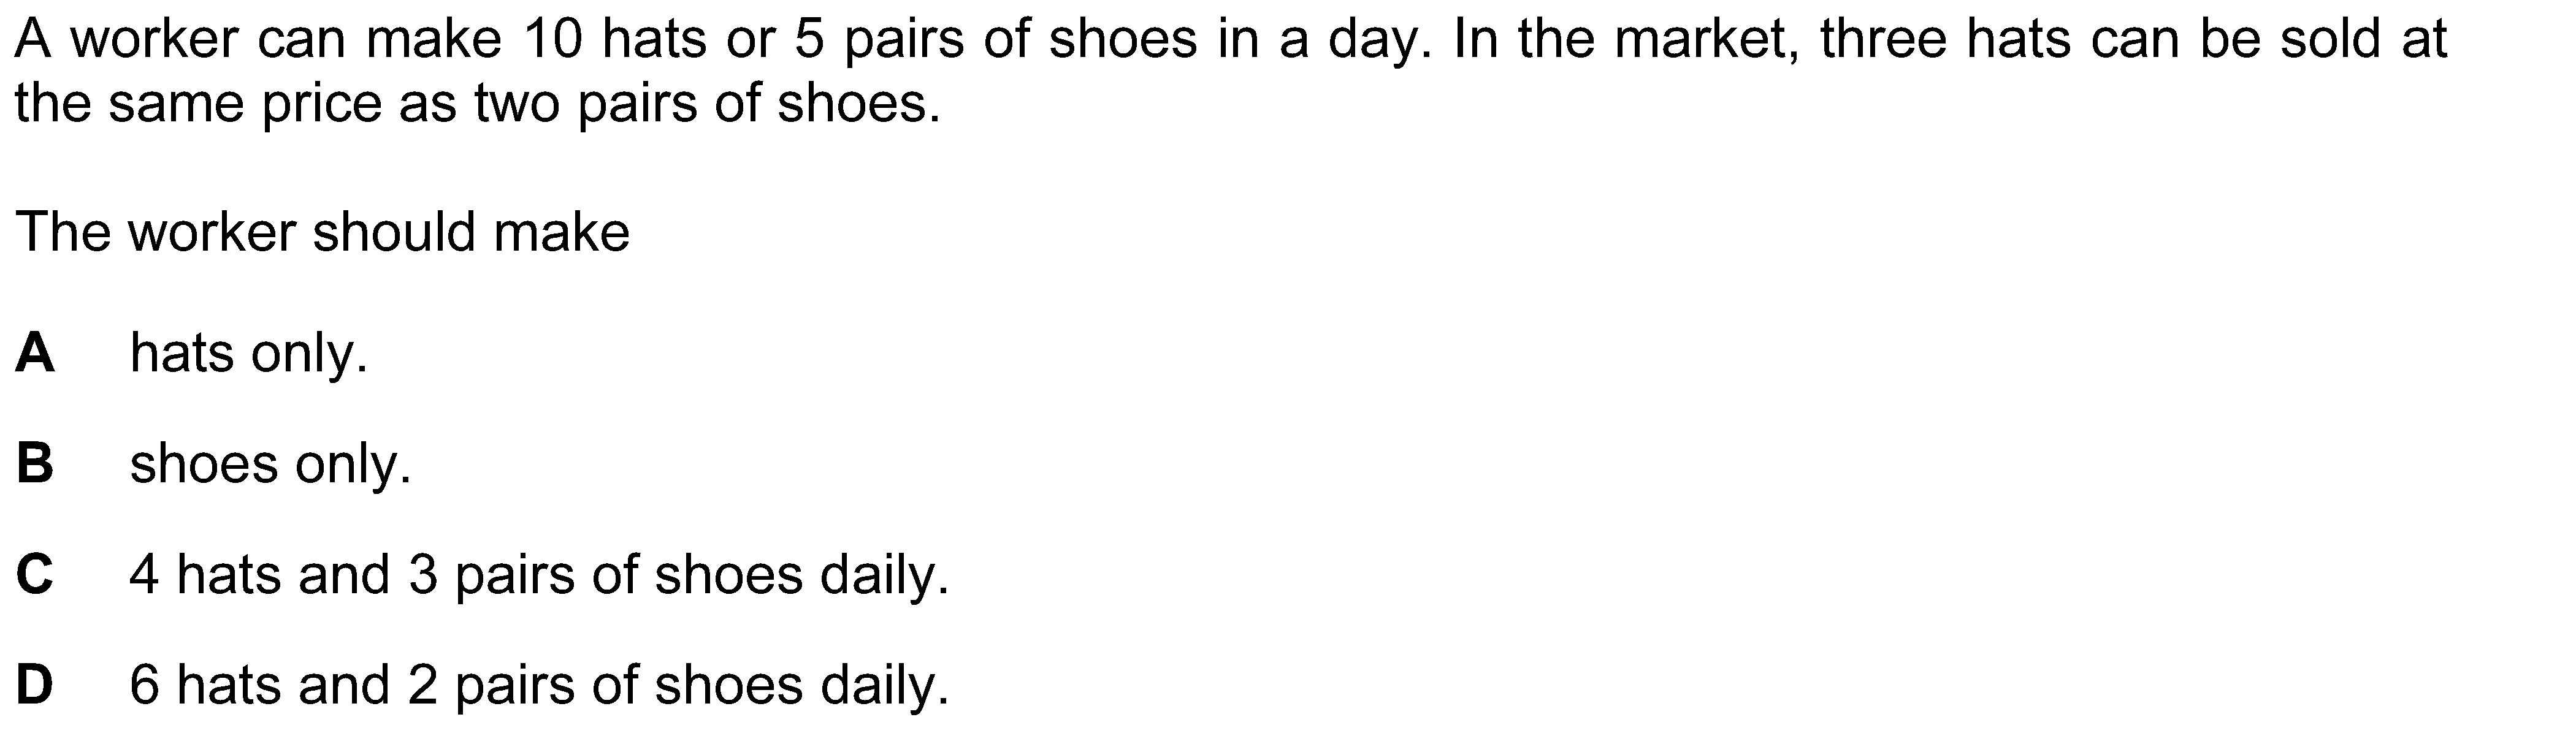 A worker can make 10 hats or 5 pairs of shoes in a day. In the market, three hats can be sold at
the same price as two pairs of shoes.
The worker should make
A hats only.
B shoes only.
C 4 hats and 3 pairs of shoes daily.
D 6 hats and 2 pairs of shoes daily.